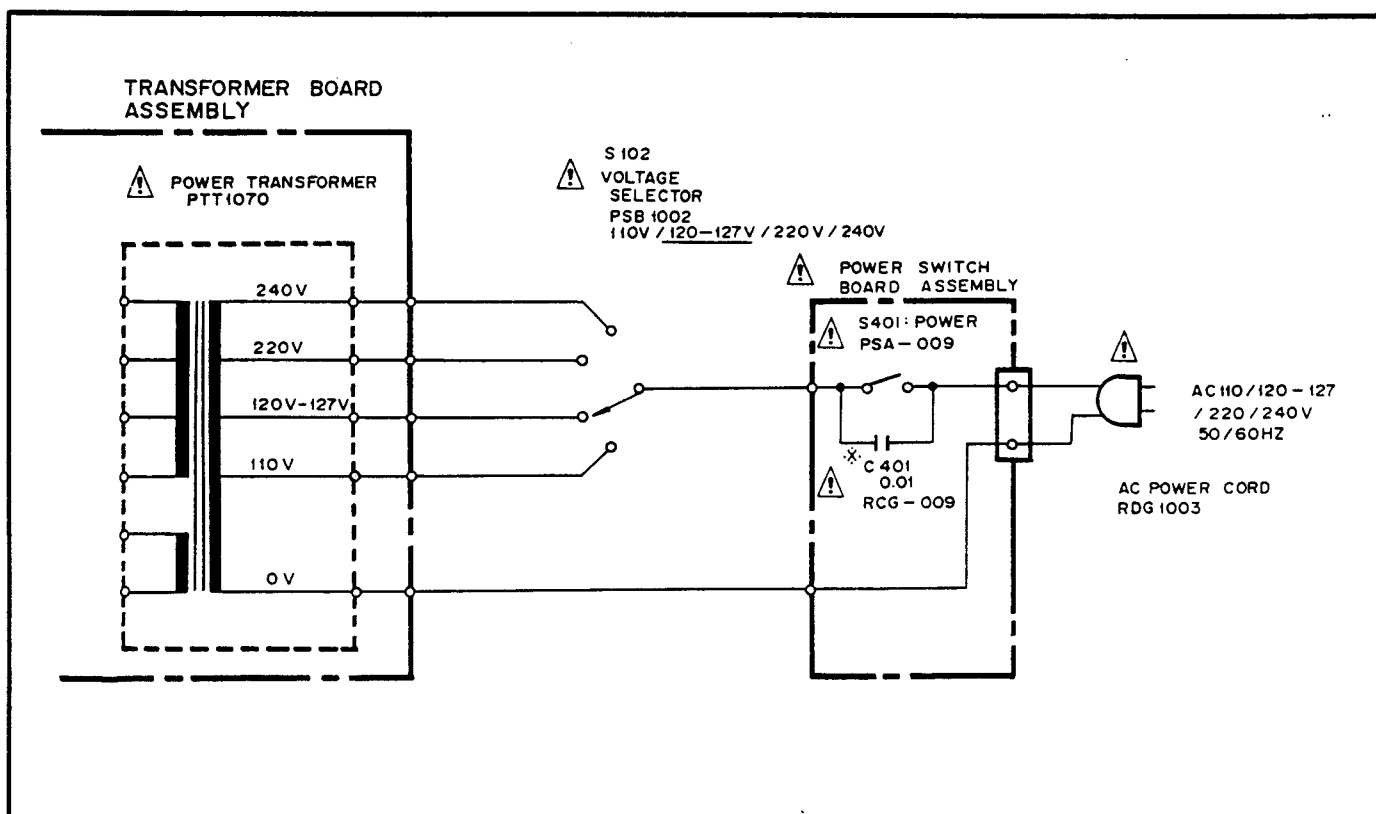 TRANSFORMER BOARD
ASSEMBLY
POWER TRANSFORMER
PTT1070
S102
VOLTAGE
SELECTOR
PSB1002
110V/120-127V/220V/240V
POWER SWITCH
BOARD ASSEMBLY
S401: POWER
PSA-009
240V
220V
120V-127V
110V
0V
※ C401
0.01
RCG-009
AC110/120-127
/220/240V
50/60HZ
AC POWER CORD
RDG1003